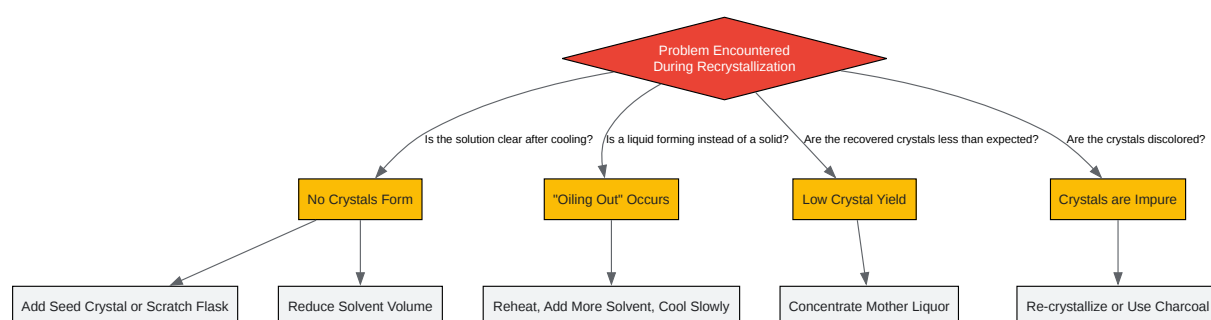 Problem Encountered
During Recrystallization
Is the solution clear after cooling?
Is a liquid forming instead of a solid?
Are the recovered crystals less than expected?
Are the crystals discolored?
No Crystals Form
"Oiling Out" Occurs
Low Crystal Yield
Crystals are Impure
Add Seed Crystal or Scratch Flask
Reduce Solvent Volume
Reheat, Add More Solvent, Cool Slowly
Concentrate Mother Liquor
Re-crystallize or Use Charcoal